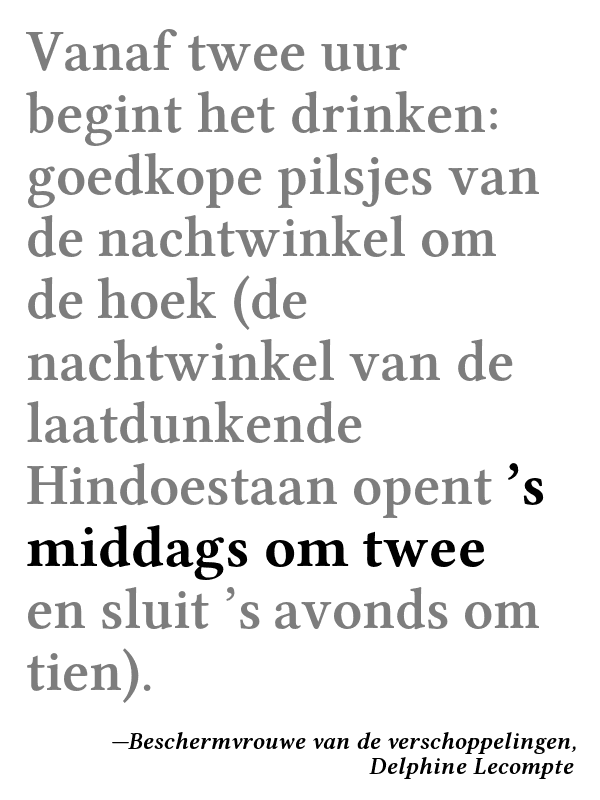 Vanaf twee uur
begint het drinken:
goedkope pilsjes van
de nachtwinkel om
de hoek (de
nachtwinkel van de
laatdunkende
Hindoestaan opent ’s
middags om twee
en sluit ’s avonds om
tien).
—Beschermvrouwe van de verschoppelingen,
Delphine Lecompte